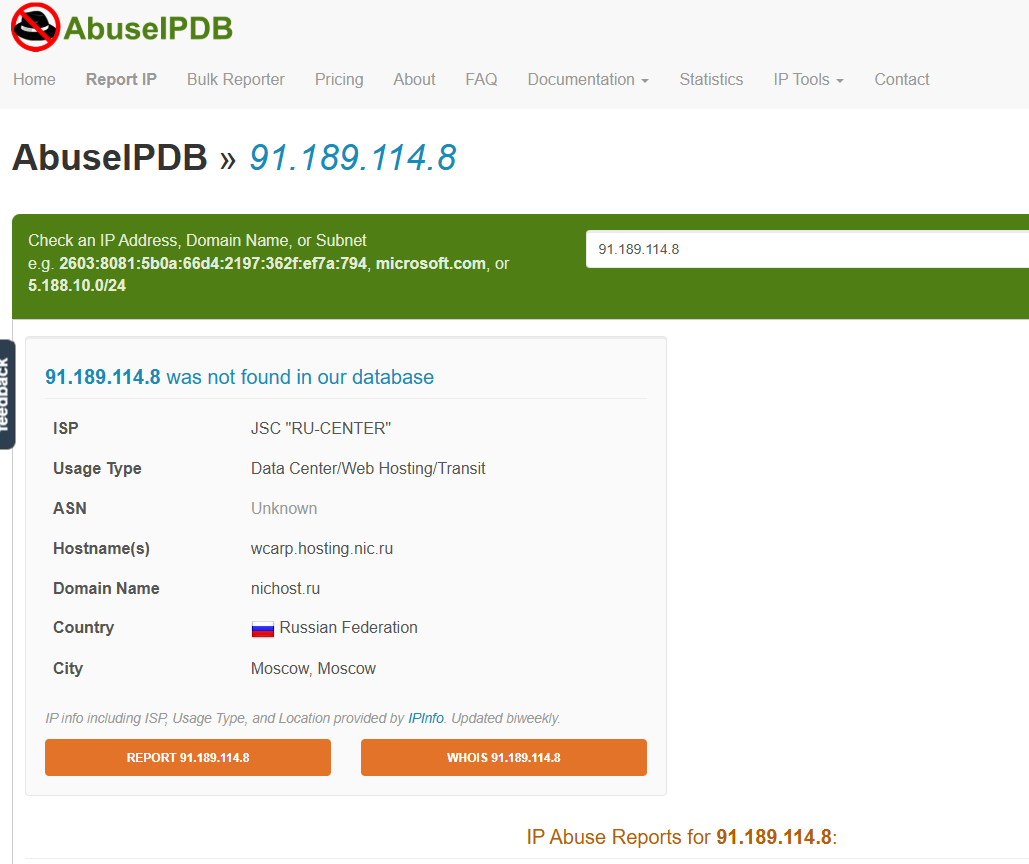 AbuseIPDB
Home Report IP Bulk Reporter Pricing About FAQ Documentation Statistics IP Tools Contact
AbuseIPDB » 91.189.114.8
Check an IP Address, Domain Name, or Subnet
e.g. 2603:8081:5b0a:66d4:2197:362f:ef7a:794, microsoft.com, or
5.188.10.0/24
91.189.114.8
feedback
91.189.114.8 was not found in our database
ISP JSC "RU-CENTER"
Usage Type Data Center/Web Hosting/Transit
ASN Unknown
Hostname(s) wcarp.hosting.nic.ru
Domain Name nichost.ru
Country Russian Federation
City Moscow, Moscow
IP info including ISP, Usage Type, and Location provided by IPInfo. Updated biweekly.
REPORT 91.189.114.8 WHOIS 91.189.114.8
IP Abuse Reports for 91.189.114.8: